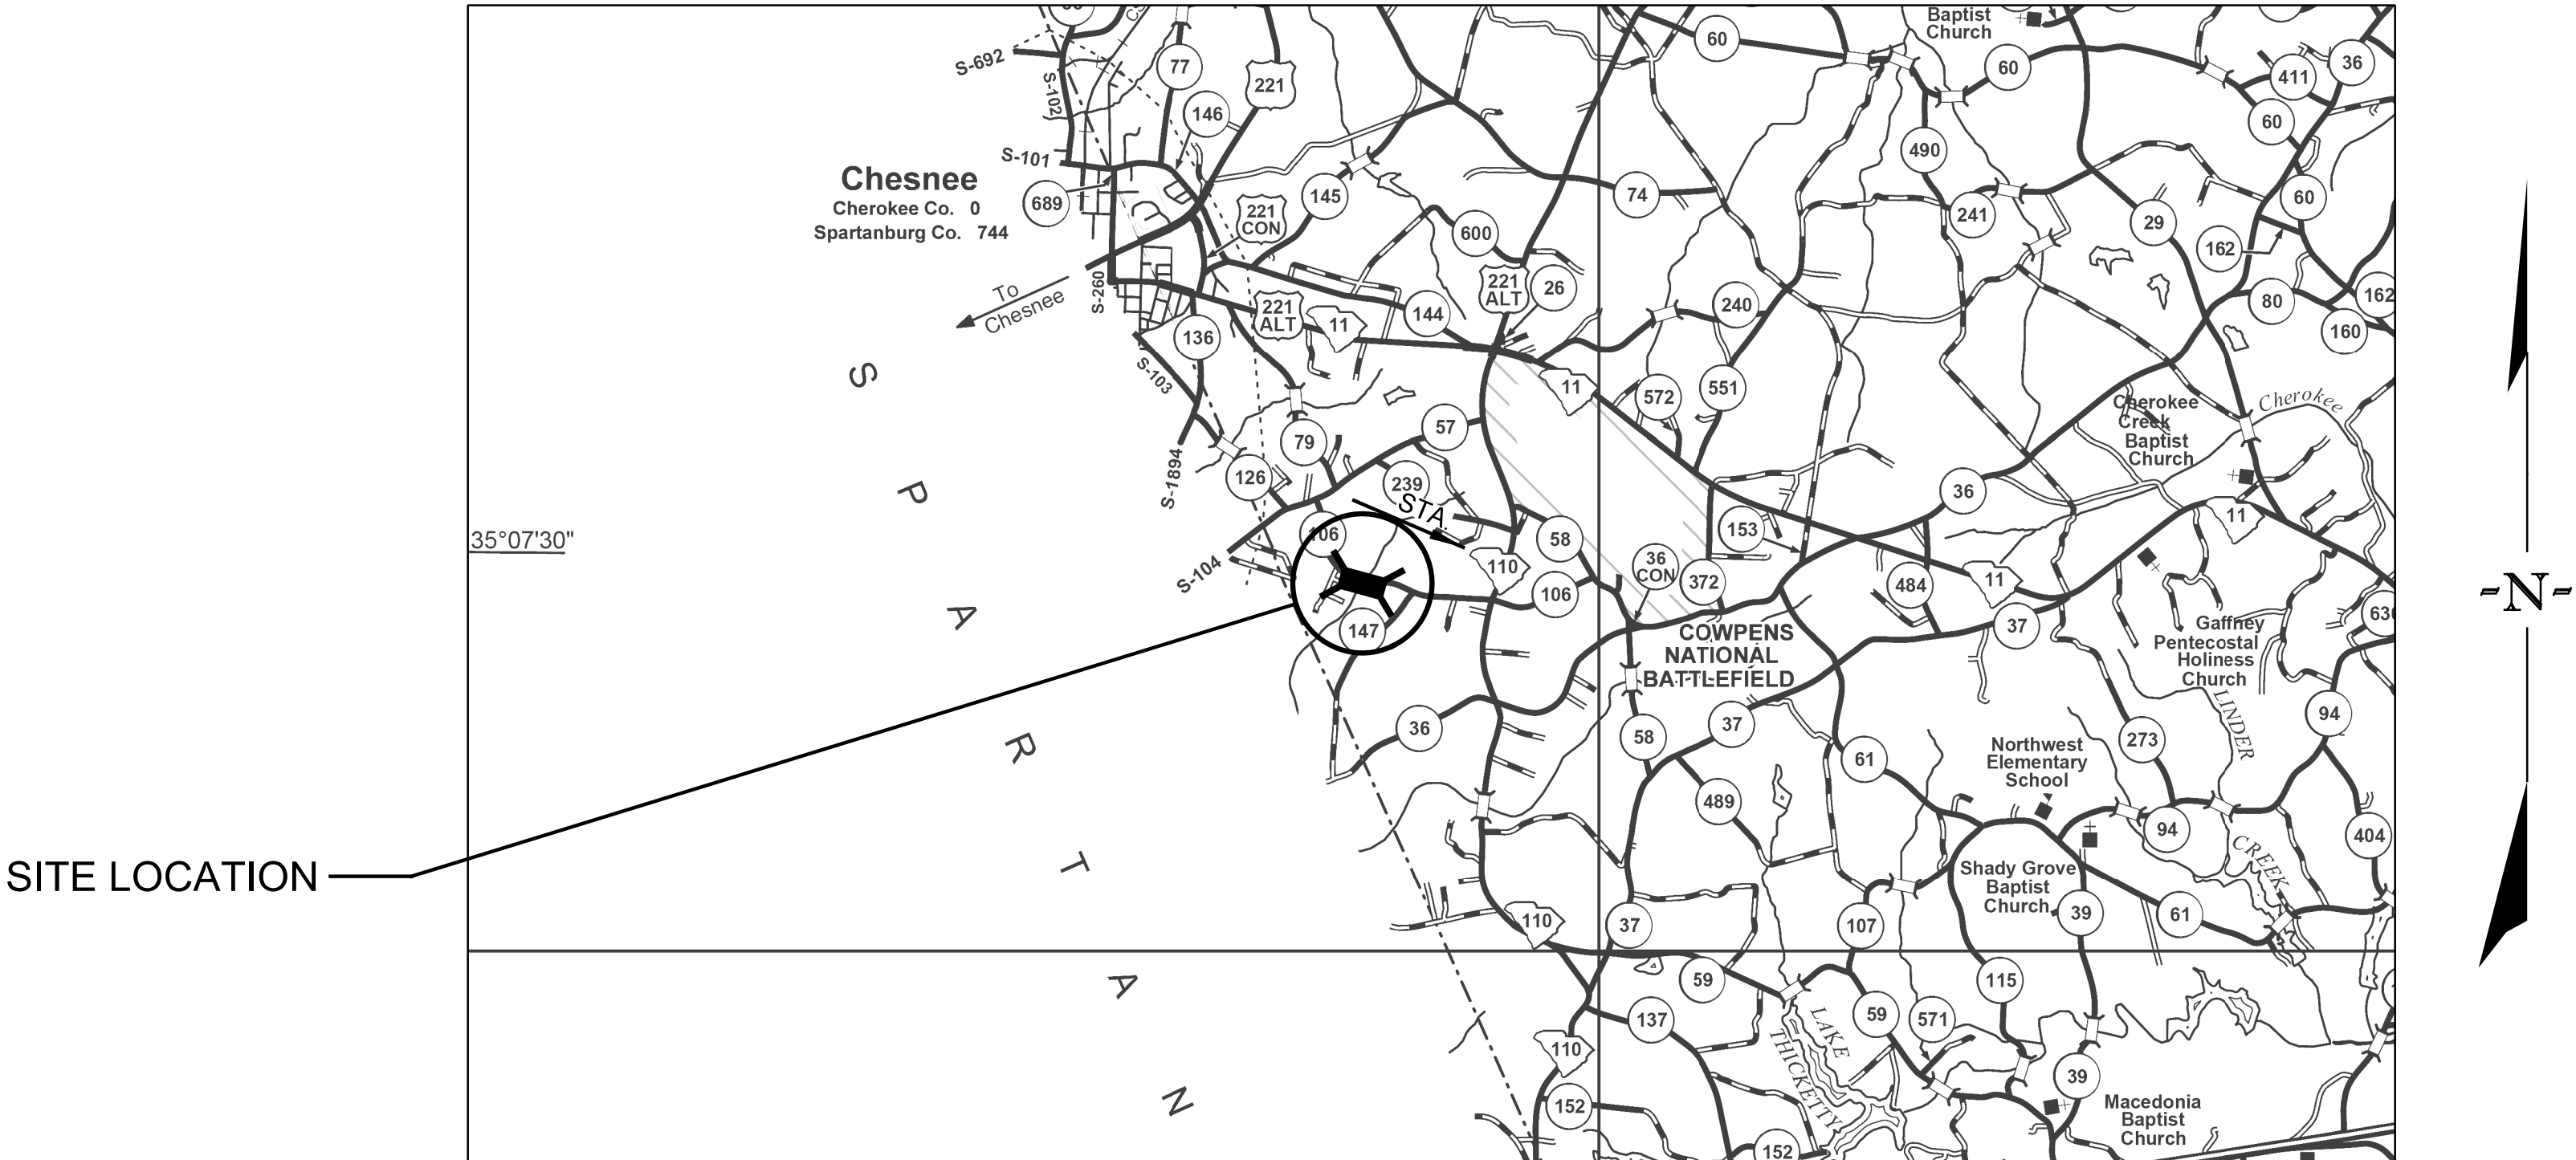 Baptist
Church
S-692
S-102
77
221
146
60
60
411
36
60
490
S-101
Chesnee
Cherokee Co. 0
Spartanburg Co. 744
689
145
221
CON
74
241
29
60
162
600
221
ALT
26
To
Chesnee
S-260
221
ALT
11
144
240
80
162
160
136
S-103
11
572
551
Cherokee
Cherokee
Creek
Baptist
Church
57
79
S-1894
126
239
STA.
36
153
11
35°07'30"
106
58
S-104
110
36
CON
372
106
484
11
-N-
147
37
630
COWPENS
NATIONAL
BATTLEFIELD
Gaffney
Pentecostal
Holiness
Church
LINDER
36
37
58
61
273
94
Northwest
Elementary
School
489
94
404
CREEK
SITE LOCATION
Shady Grove
Baptist
Church
110
37
107
39
61
59
115
137
59
571
LAKE
THICKETTY
110
39
152
Macedonia
Baptist
Church
152
S
P
A
R
T
A
N